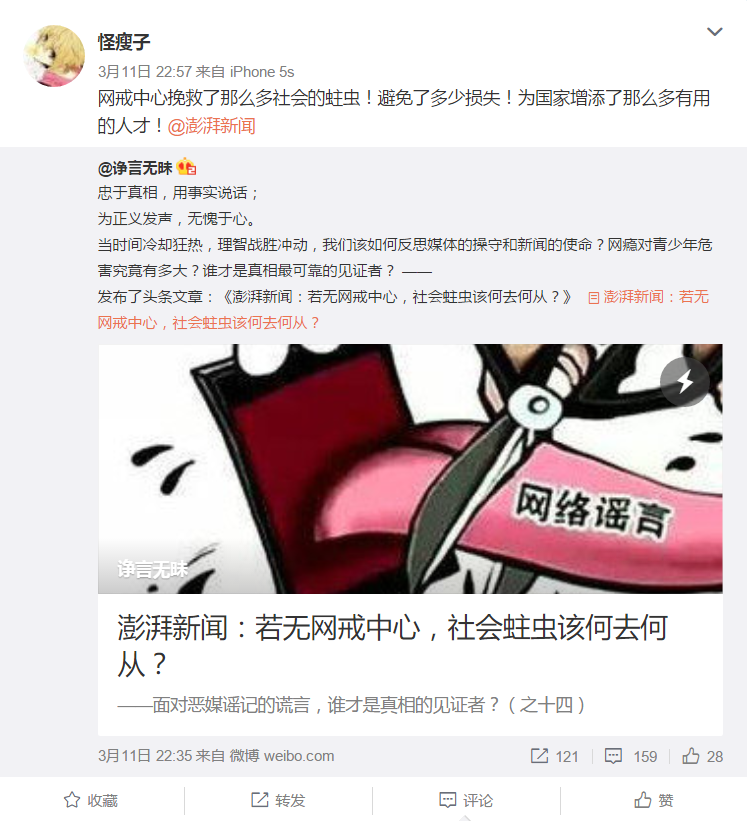 怪瘦子
3月11日 22:57 来自 iPhone 5s
网戒中心挽救了那么多社会的蛀虫！避免了多少损失！为国家增添了那么多有用
的人才！@澎湃新闻
@诤言无昧
忠于真相，用事实说话；
为正义发声，无愧于心。
当时间冷却狂热，理智战胜冲动，我们该如何反思媒体的操守和新闻的使命？网瘾对青少年危
害究竟有多大？谁才是真相最可靠的见证者？ ——
发布了头条文章：《澎湃新闻：若无网戒中心，社会蛀虫该何去何从？》 澎湃新闻：若无
网戒中心，社会蛀虫该何去何从？
网络谣言
诤言无昧
澎湃新闻：若无网戒中心，社会蛀虫该何去何
从？
——面对恶媒谣记的谎言，谁才是真相的见证者？（之十四）
3月11日 22:35 来自 微博 weibo.com 121 159 28
收藏 转发 评论 赞